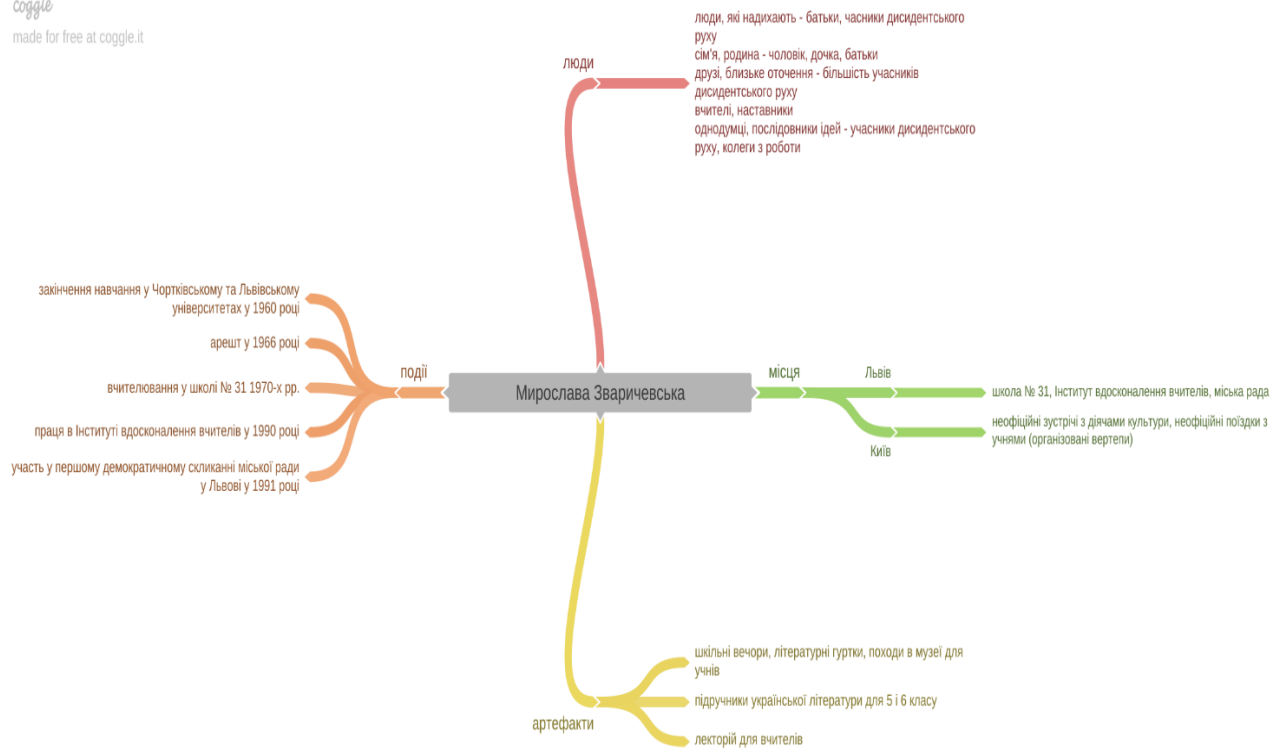 coggle
made for free at coggle.it
люди
люди, які надихають - батьки, часники дисидентського
руху
сім'я, родина - чоловік, дочка, батьки
друзі, близьке оточення - більшість учасників
дисидентського руху
вчителі, наставники
однодумці, послідовники ідей - учасники дисидентського
руху, колеги з роботи
події
закінчення навчання у Чортківському та Львівському
університетах у 1960 році
арешт у 1966 році
вчителювання у школі № 31 1970-х рр.
праця в Інституті вдосконалення вчителів у 1990 році
участь у першому демократичному скликанні міської ради
у Львові у 1991 році
Мирослава Зваричевська
місця
Львів
школа № 31, Інститут вдосконалення вчителів, міська рада
Київ
неофіційні зустрічі з діячами культури, неофіційні поїздки з
учнями (організовані вертепи)
артефакти
шкільні вечори, літературні гуртки, походи в музеї для
учнів
підручники української літератури для 5 і 6 класу
лекторій для вчителів